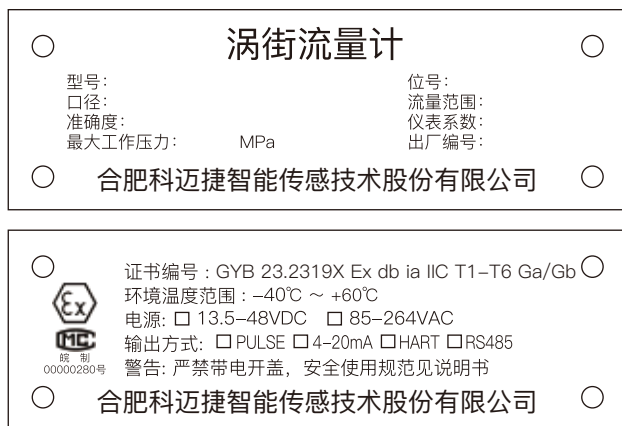 涡街流量计
型号：
位号：
口径：
流量范围：
准确度：
仪表系数：
最大工作压力： MPa
出厂编号：
合肥科迈捷智能传感技术股份有限公司
证书编号：GYB 23.2319X Ex db ia IIC T1-T6 Ga/Gb
环境温度范围：-40℃ ～ +60℃
电源: □ 13.5-48VDC □ 85-264VAC
输出方式: □PULSE □4-20mA □HART □RS485
警告: 严禁带电开盖，安全使用规范见说明书
Ex
MC
皖 制
00000280号
合肥科迈捷智能传感技术股份有限公司